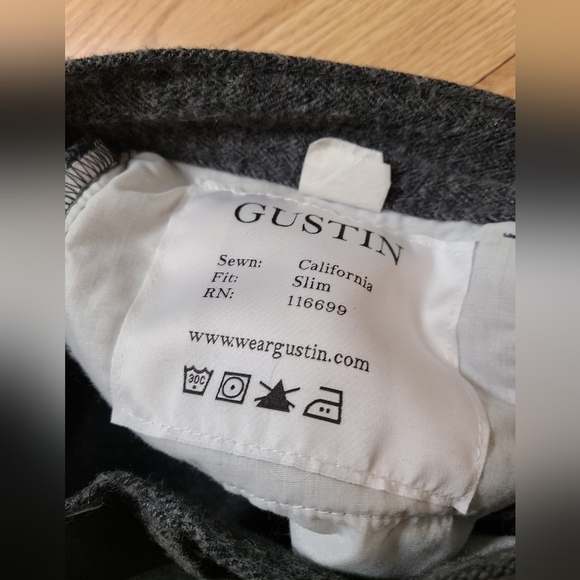 GUSTIN
Sewn: California
Fit: Slim
RN: 116699
www.weargustin.com
30C